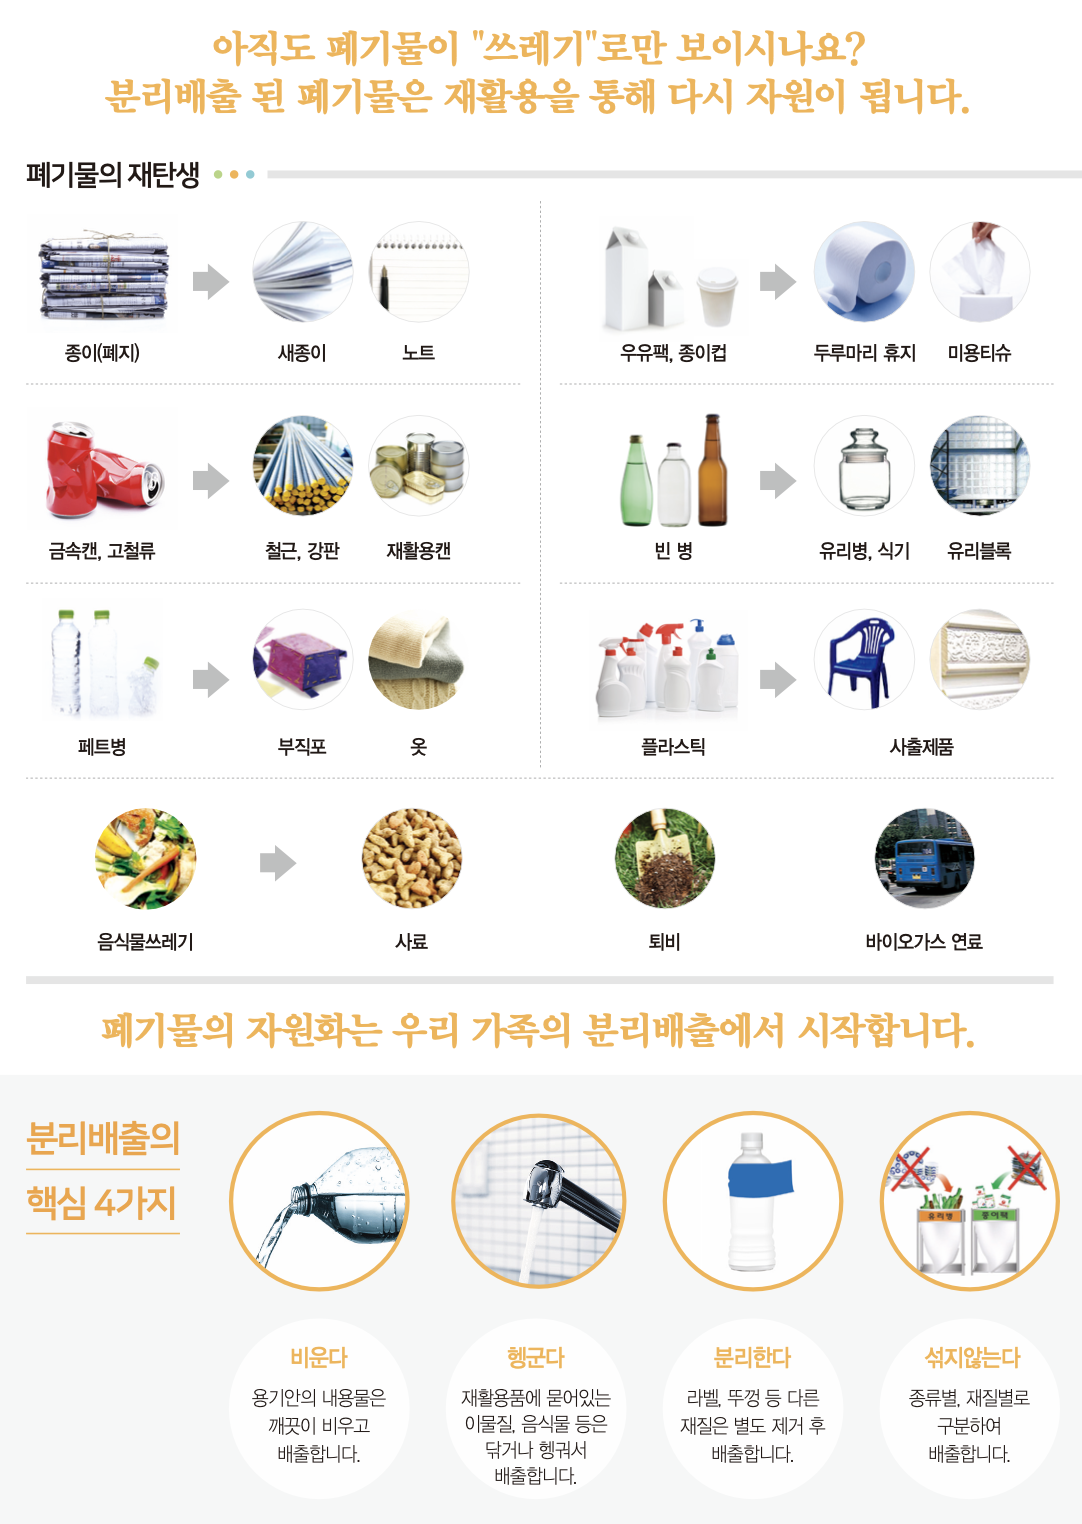 아직도 폐기물이 "쓰레기"로만 보이시나요?
분리배출 된 폐기물은 재활용을 통해 다시 자원이 됩니다.
폐기물의 재탄생
종이(폐지)
새종이
노트
우유팩, 종이컵
두루마리 휴지
미용티슈
금속캔, 고철류
철근, 강판
재활용캔
빈 병
유리병, 식기
유리블록
페트병
부직포
옷
플라스틱
사출제품
음식물쓰레기
사료
퇴비
바이오가스 연료
폐기물의 자원화는 우리 가족의 분리배출에서 시작합니다.
분리배출의
핵심 4가지
유리병
종이팩
비운다
용기안의 내용물은
깨끗이 비우고
배출합니다.
헹군다
재활용품에 묻어있는
이물질, 음식물 등은
닦거나 헹궈서
배출합니다.
분리한다
라벨, 뚜껑 등 다른
재질은 별도 제거 후
배출합니다.
섞지않는다
종류별, 재질별로
구분하여
배출합니다.